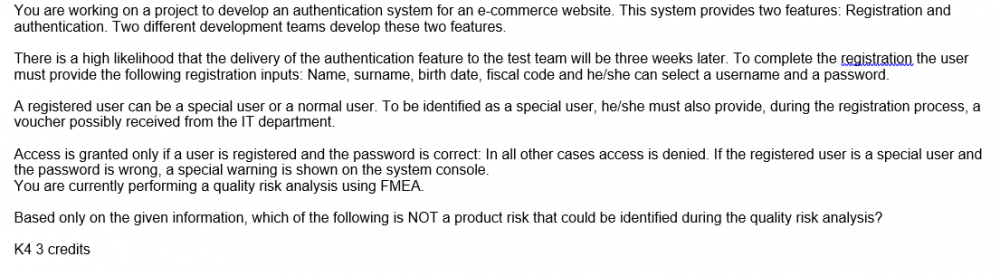 You are working on a project to develop an authentication system for an e-commerce website. This system provides two features: Registration and
authentication. Two different development teams develop these two features.
There is a high likelihood that the delivery of the authentication feature to the test team will be three weeks later. To complete the registration the user
must provide the following registration inputs: Name, surname, birth date, fiscal code and he/she can select a username and a password.
A registered user can be a special user or a normal user. To be identified as a special user, he/she must also provide, during the registration process, a
voucher possibly received from the IT department.
Access is granted only if a user is registered and the password is correct: In all other cases access is denied. If the registered user is a special user and
the password is wrong, a special warning is shown on the system console.
You are currently performing a quality risk analysis using FMEA.
Based only on the given information, which of the following is NOT a product risk that could be identified during the quality risk analysis?
K4 3 credits